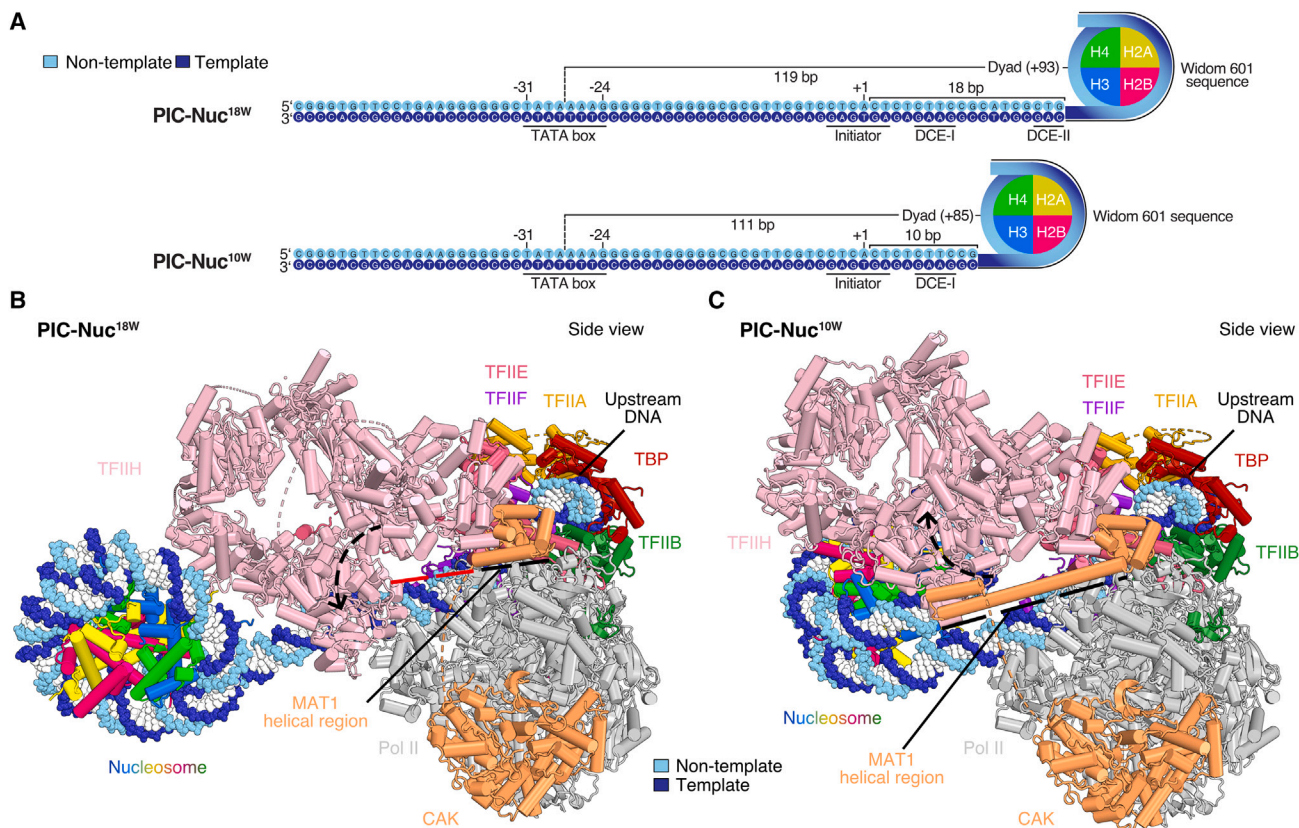 A
Non-template
Template
PIC-Nuc18W
5'
3'
-31
-24
119 bp
Dyad (+93)
+1
18 bp
TATA box
Initiator
DCE-I
DCE-II
H4
H2A
H3
H2B
Widom 601
sequence
PIC-Nuc10W
5'
3'
-31
-24
111 bp
Dyad (+85)
+1
10 bp
TATA box
Initiator
DCE-I
H4
H2A
H3
H2B
Widom 601 sequence
B
PIC-Nuc18W
Side view
TFIIE
TFIIF
TFIIA
Upstream
DNA
TFIIH
TBP
TFIIB
MAT1
helical region
Nucleosome
Pol II
CAK
Non-template
Template
C
PIC-Nuc10W
Side view
TFIIE
TFIIF
TFIIA
Upstream
DNA
TBP
TFIIH
TFIIB
Nucleosome
MAT1
helical region
Pol II
CAK